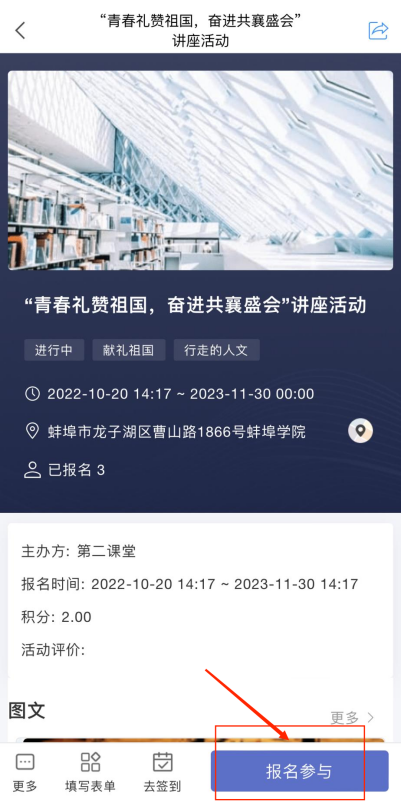 “青春礼赞祖国，奋进共襄盛会”
讲座活动
“青春礼赞祖国，奋进共襄盛会”讲座活动
进行中 献礼祖国 行走的人文
2022-10-20 14:17 ~ 2023-11-30 00:00
蚌埠市龙子湖区曹山路1866号蚌埠学院
已报名 3
主办方: 第二课堂
报名时间: 2022-10-20 14:17 ~ 2023-11-30 14:17
积分: 2.00
活动评价:
图文 更多
更多 填写表单 去签到 报名参与